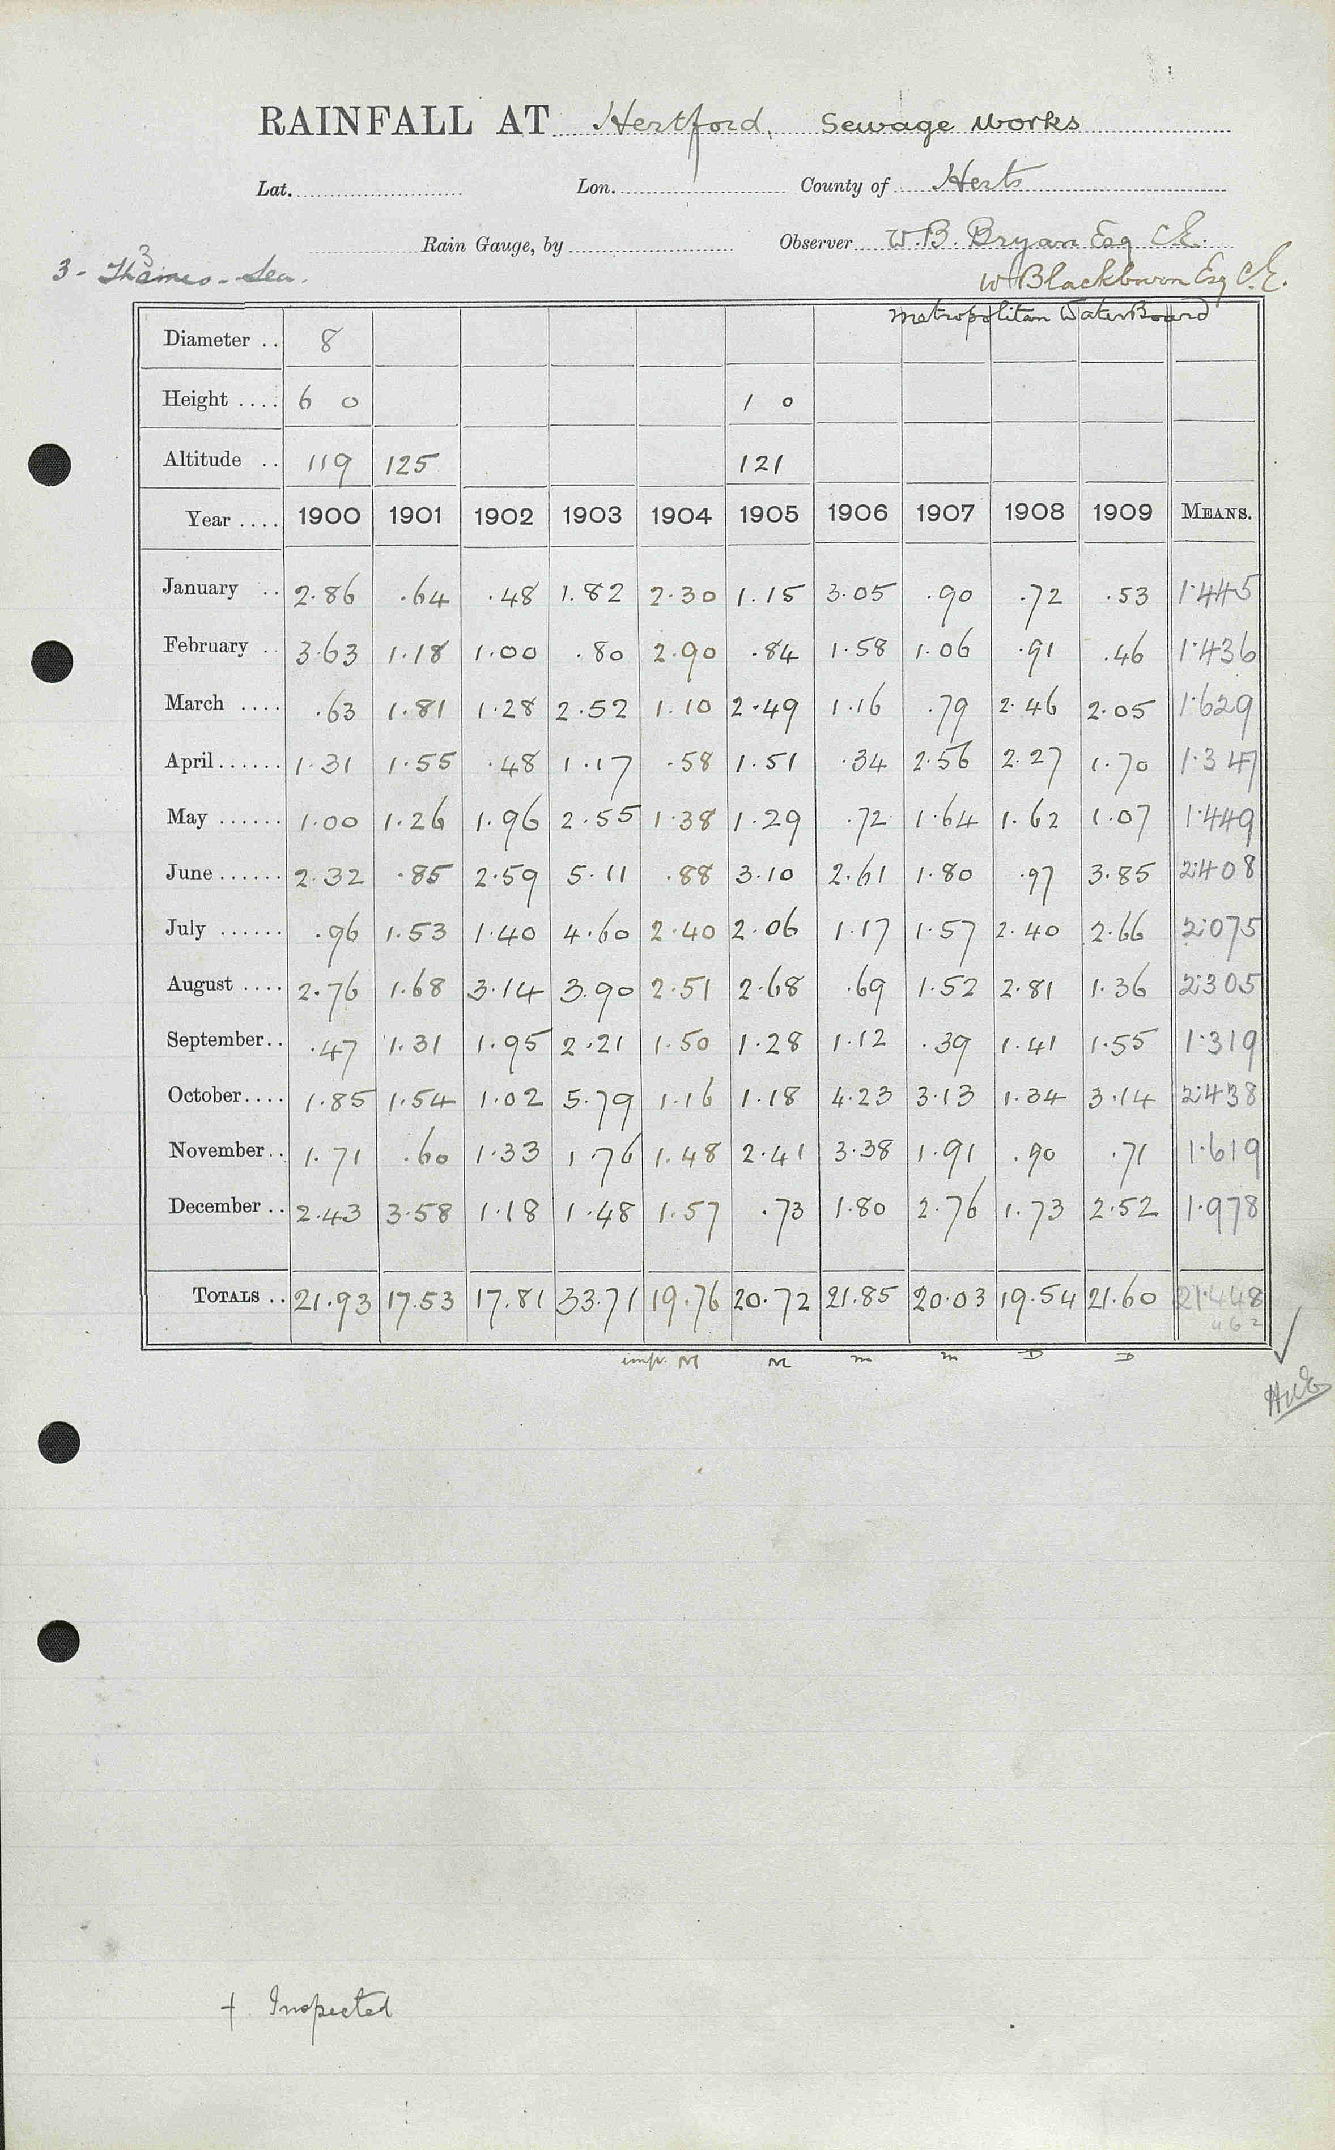 RAINFALL AT Hertford, Sewage Works
Lat. Lon. County of Herts
Rain Gauge, by Observer W.B. Bryan Esq C.E.
3 - Thames - Lea. W Blackburn Esq C.E.
3
Metropolitan Water Board
Diameter .. 8
Height .... 6 0 1 0
Altitude .. 119 125 121
Year .... 1900 1901 1902 1903 1904 1905 1906 1907 1908 1909 MEANS.
January .. 2.86 .64 .48 1.82 2.30 1.15 3.05 .90 .72 .53 1.445
February .. 3.63 1.18 1.00 .80 2.90 .84 1.58 1.06 .91 .46 1.436
March .... .63 1.81 1.28 2.52 1.10 2.49 1.16 .79 2.46 2.05 1.629
April ...... 1.31 1.55 .48 1.17 .58 1.51 .34 2.56 2.27 1.70 1.347
May ...... 1.00 1.26 1.96 2.55 1.38 1.29 .72 1.64 1.62 1.07 1.449
June ...... 2.32 .85 2.59 5.11 .88 3.10 2.61 1.80 .97 3.85 2.408
July ...... .96 1.53 1.40 4.60 2.40 2.06 1.17 1.57 2.40 2.66 2.075
August .... 2.76 1.68 3.14 3.90 2.51 2.68 .69 1.52 2.81 1.36 2.305
September.. .47 1.31 1.95 2.21 1.50 1.28 1.12 .39 1.41 1.55 1.319
October.... 1.85 1.54 1.02 5.79 1.16 1.18 4.23 3.13 1.34 3.14 2.438
November.. 1.71 .60 1.33 1.76 1.48 2.41 3.38 1.91 .90 .71 1.619
December .. 2.43 3.58 1.18 1.48 1.57 .73 1.80 2.76 1.73 2.52 1.978
TOTALS .. 21.93 17.53 17.81 33.71 19.76 20.72 21.85 20.03 19.54 21.60 21.448
462
M M m m D D
+ Inspected